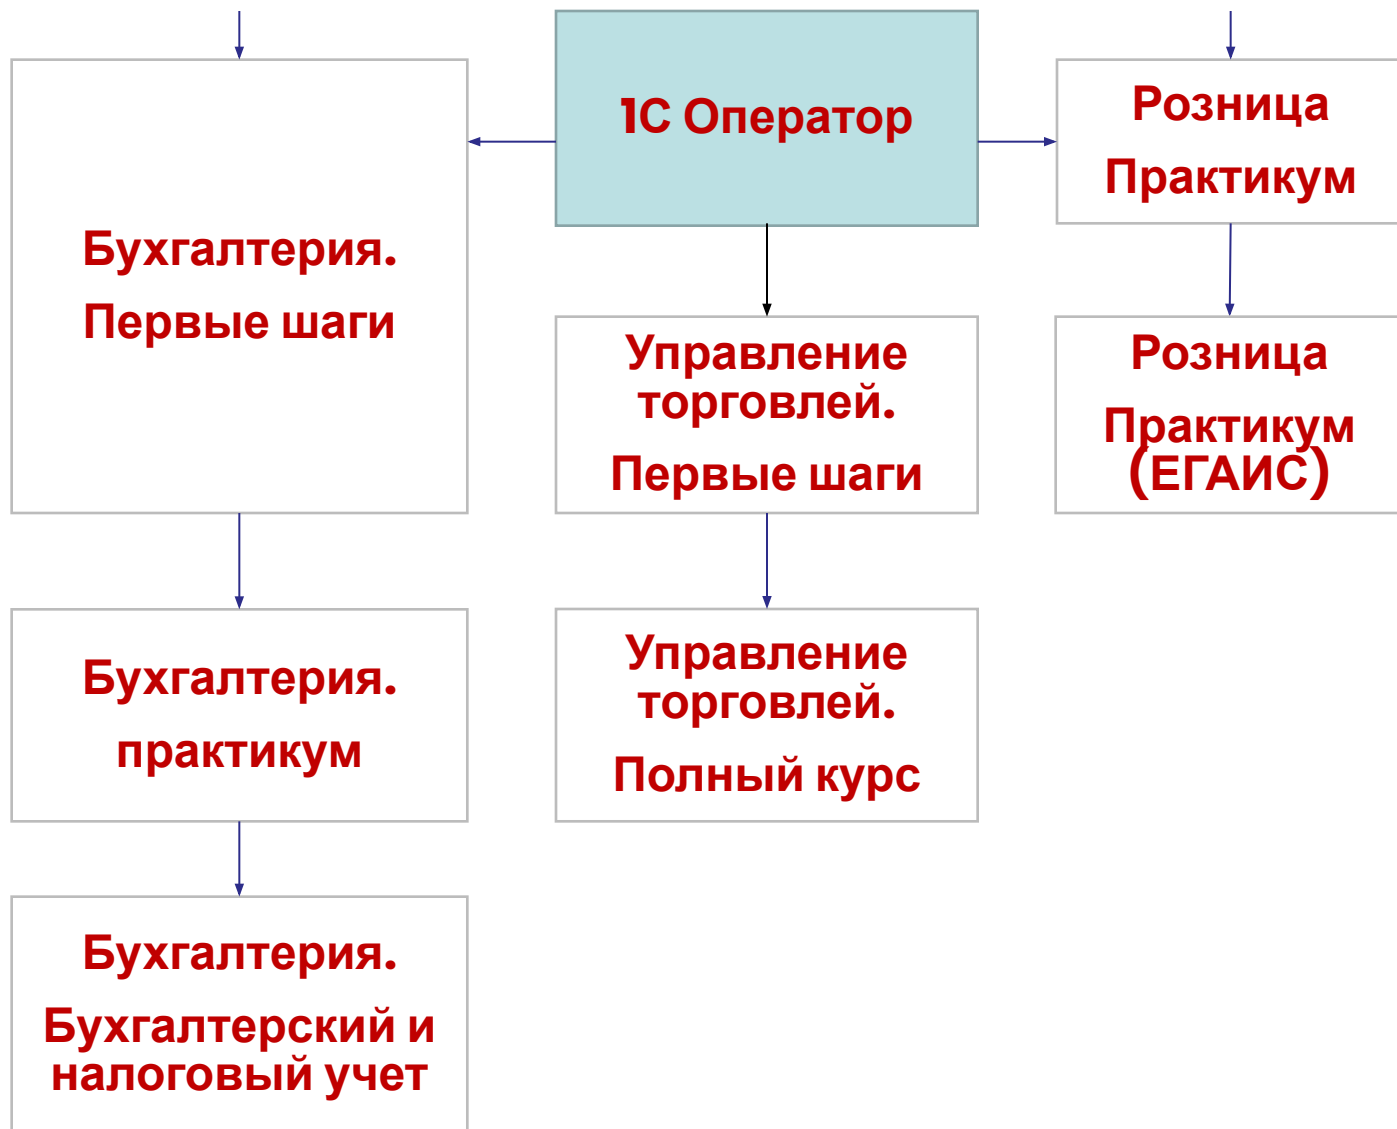 1С Оператор
Розница
Практикум
Бухгалтерия.
Первые шаги
Управление
торговлей.
Первые шаги
Розница
Практикум
(ЕГАИС)
Бухгалтерия.
практикум
Управление
торговлей.
Полный курс
Бухгалтерия.
Бухгалтерский и
налоговый учет